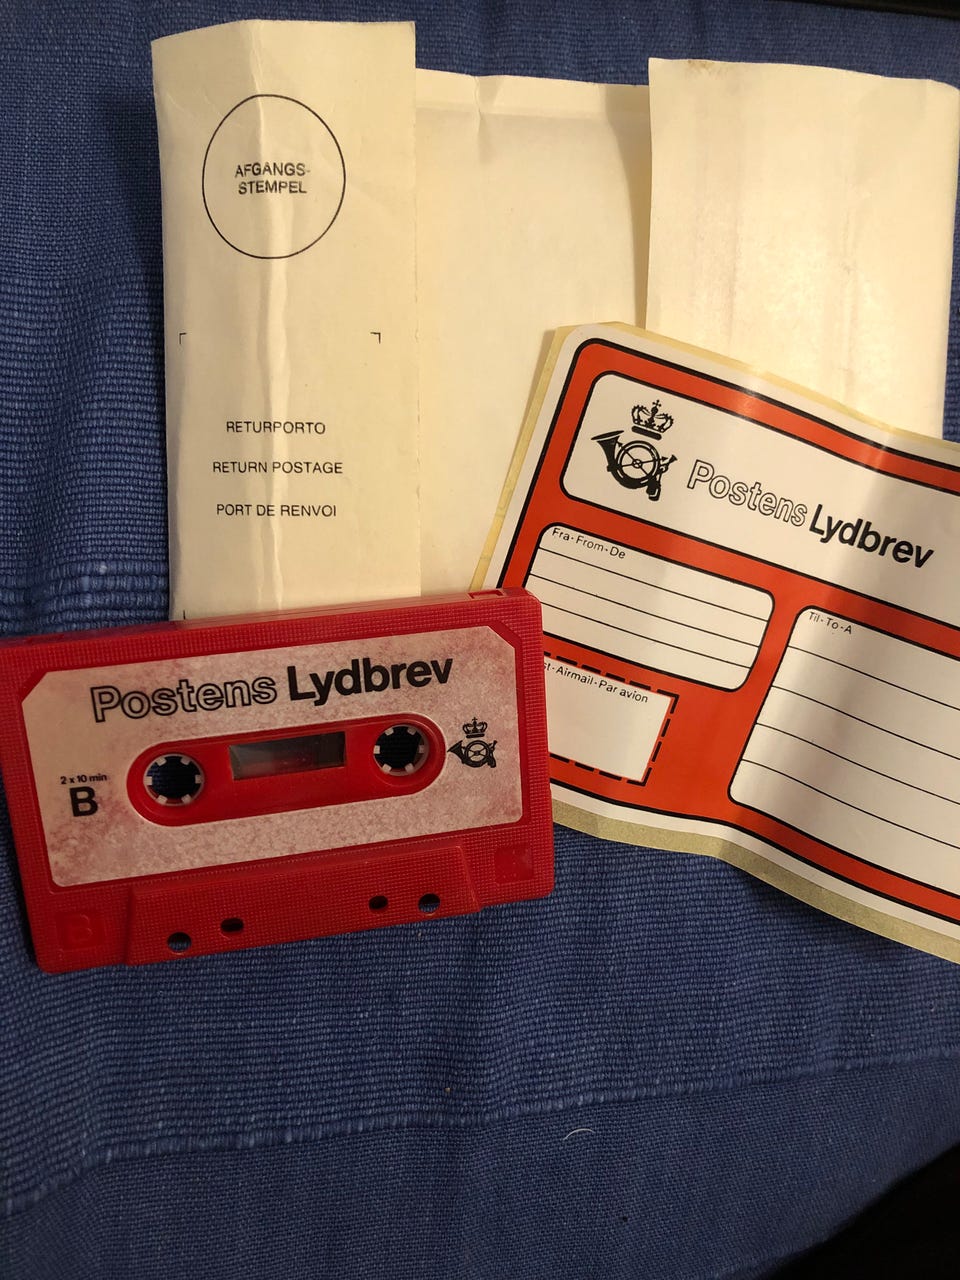 AFGANGS-
STEMPEL
RETURPORTO
RETURN POSTAGE
PORT DE RENVOI
Postens Lydbrev
Fra-From-De
Til-To-A
Airmail-Par avion
Postens Lydbrev
2 x 10 min
B
B